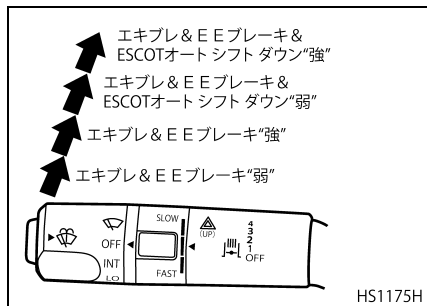 エキブレ&EEブレーキ&
ESCOTオート シフト ダウン“強”
エキブレ&EEブレーキ&
ESCOTオート シフト ダウン“弱”
エキブレ&EEブレーキ“強”
エキブレ&EEブレーキ“弱”
OFF
INT
LO
SLOW
FAST
(UP)
4
3
2
1
OFF
HS1175H